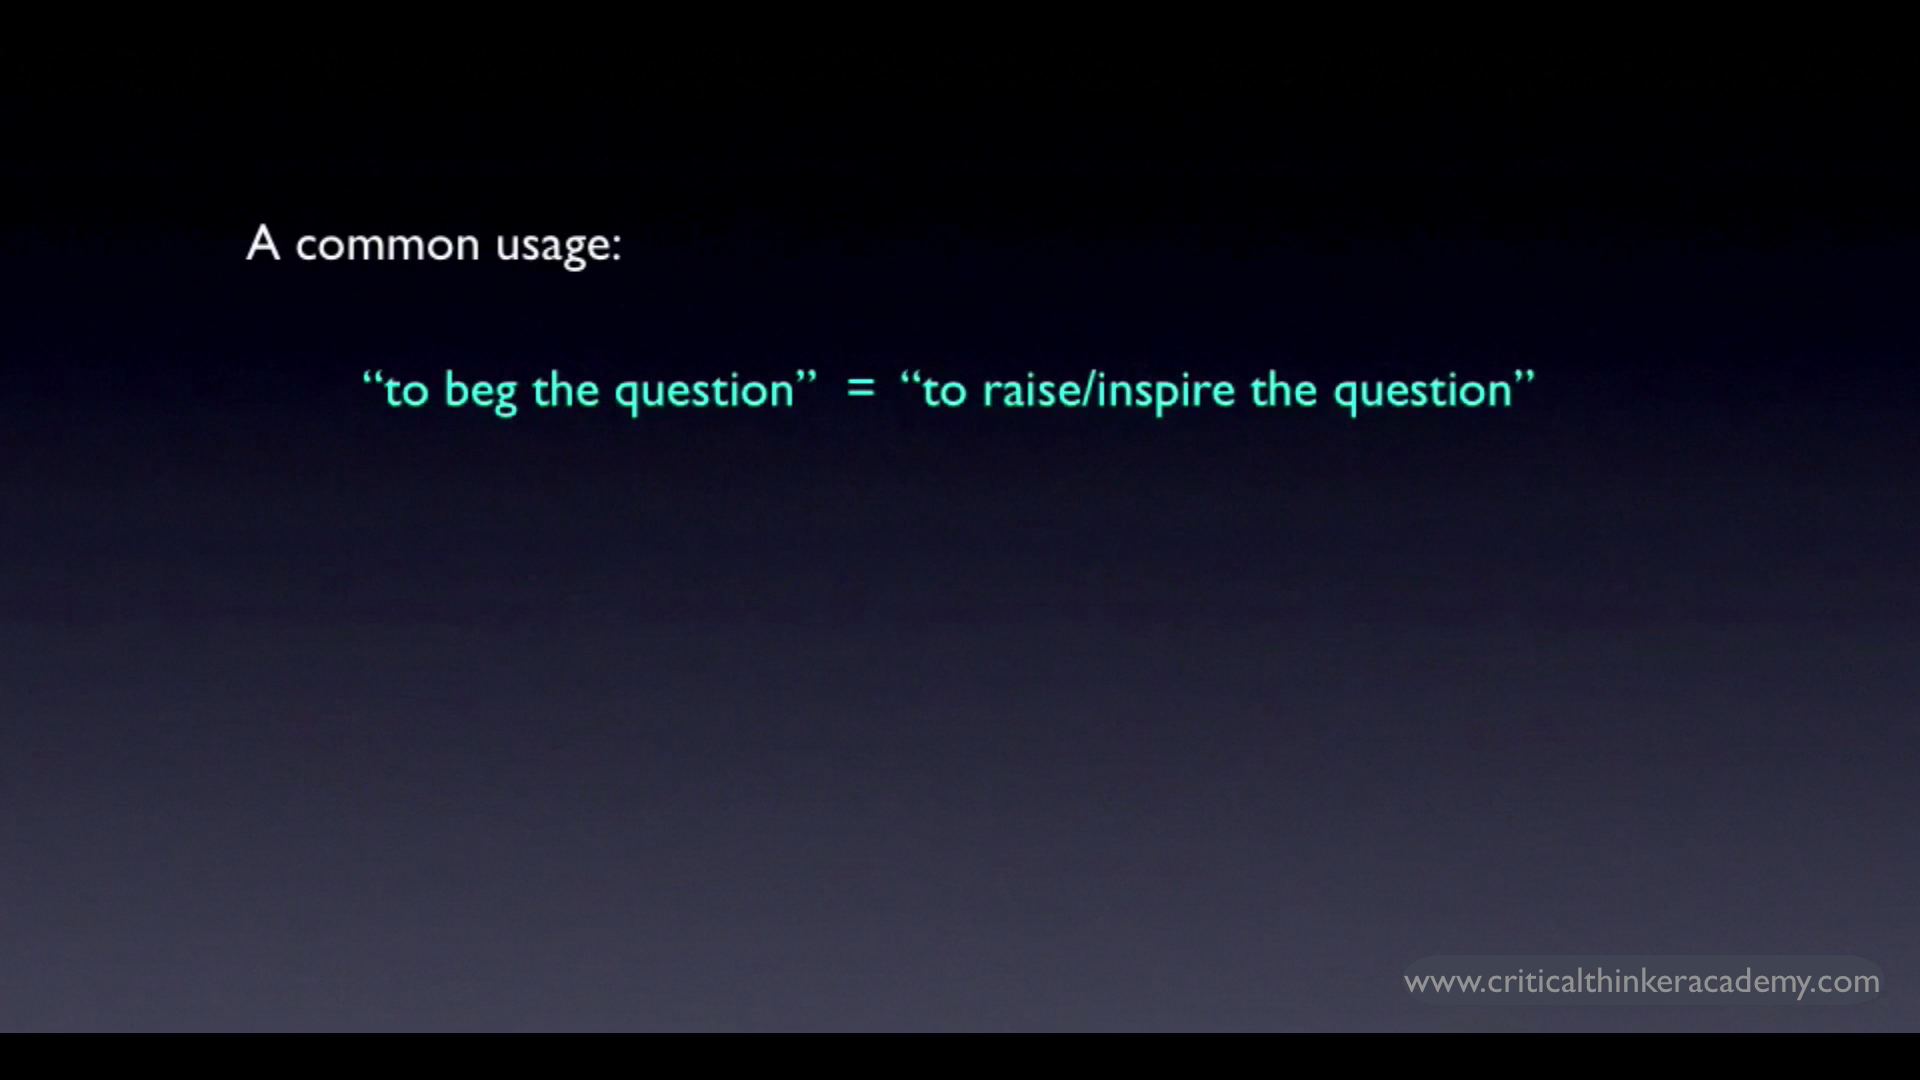 A common usage:
“to beg the question” = “to raise/inspire the question”
www.criticalthinkeracademy.com